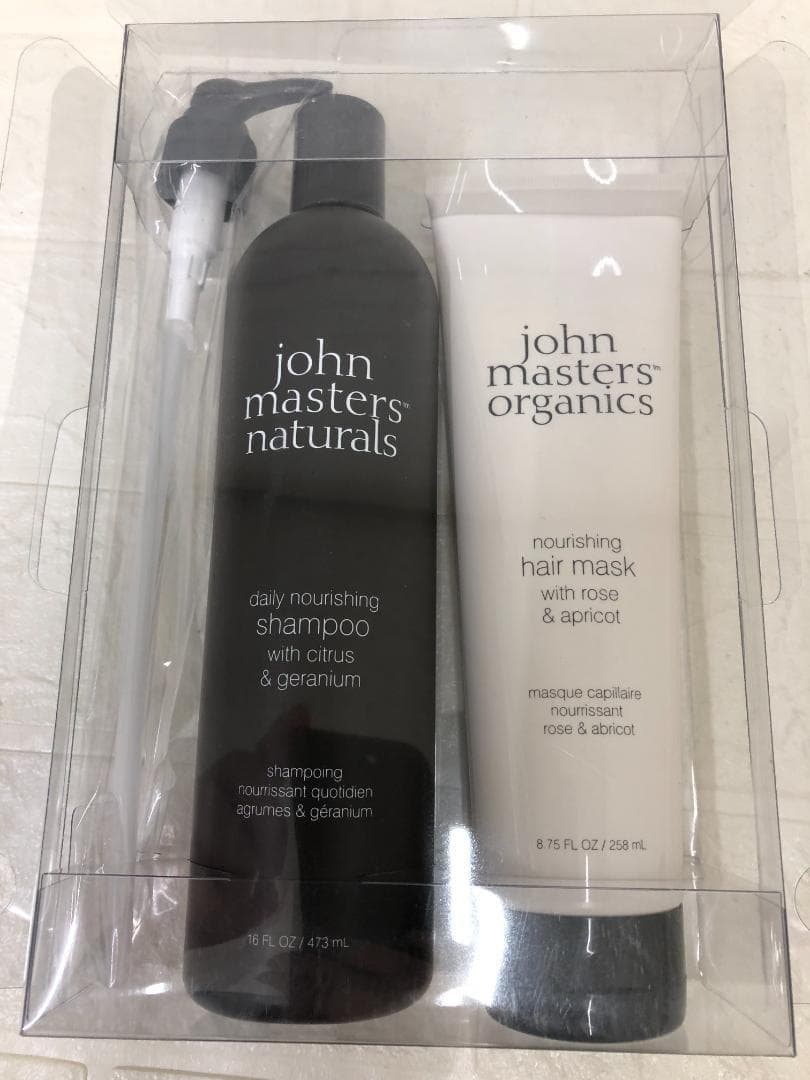 john
masters™
naturals
daily nourishing
shampoo
with citrus
& geranium
shampoing
nourrissant quotidien
agrumes & géranium
16 FL OZ / 473 mL
john
masters™
organics
nourishing
hair mask
with rose
& apricot
masque capillaire
nourrissant
rose & abricot
8.75 FL OZ / 258 mL